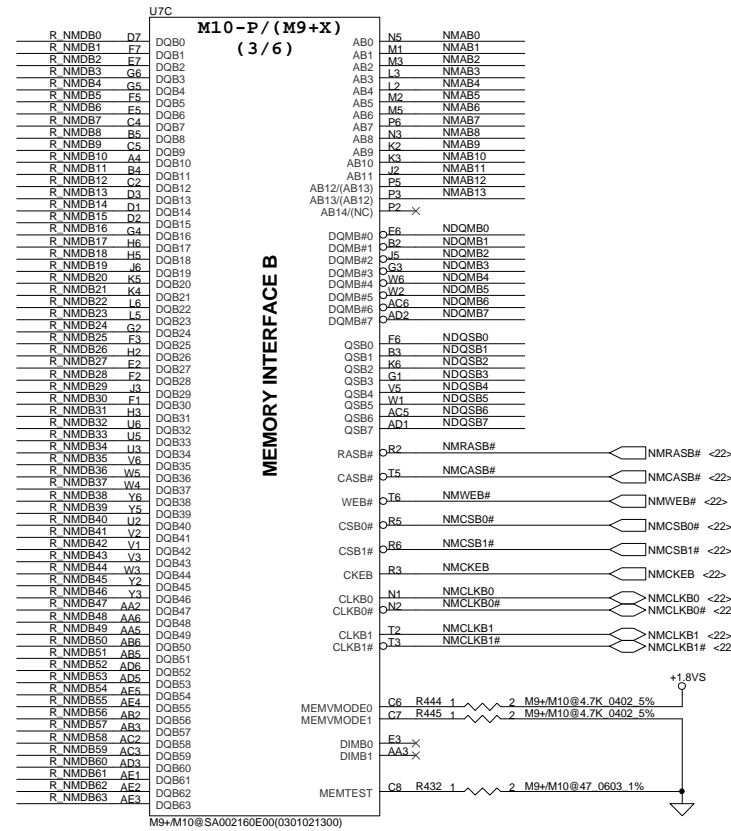 U7C
M10-P/(M9+X)
(3/6)
R_NMDB0 D7 DQB0
R_NMDB1 F7 DQB1
R_NMDB2 E7 DQB2
R_NMDB3 G6 DQB3
R_NMDB4 G5 DQB4
R_NMDB5 F5 DQB5
R_NMDB6 E5 DQB6
R_NMDB7 C4 DQB7
R_NMDB8 B5 DQB8
R_NMDB9 C5 DQB9
R_NMDB10 A4 DQB10
R_NMDB11 B4 DQB11
R_NMDB12 C2 DQB12
R_NMDB13 D3 DQB13
R_NMDB14 D1 DQB14
R_NMDB15 D2 DQB15
R_NMDB16 G4 DQB16
R_NMDB17 H6 DQB17
R_NMDB18 H5 DQB18
R_NMDB19 J6 DQB19
R_NMDB20 K5 DQB20
R_NMDB21 K4 DQB21
R_NMDB22 L6 DQB22
R_NMDB23 L5 DQB23
R_NMDB24 G2 DQB24
R_NMDB25 F3 DQB25
R_NMDB26 H2 DQB26
R_NMDB27 E2 DQB27
R_NMDB28 F2 DQB28
R_NMDB29 J3 DQB29
R_NMDB30 F1 DQB30
R_NMDB31 H3 DQB31
R_NMDB32 U6 DQB32
R_NMDB33 U5 DQB33
R_NMDB34 U3 DQB34
R_NMDB35 V6 DQB35
R_NMDB36 W5 DQB36
R_NMDB37 W4 DQB37
R_NMDB38 Y6 DQB38
R_NMDB39 Y5 DQB39
R_NMDB40 U2 DQB40
R_NMDB41 V2 DQB41
R_NMDB42 V1 DQB42
R_NMDB43 V3 DQB43
R_NMDB44 W3 DQB44
R_NMDB45 Y2 DQB45
R_NMDB46 Y3 DQB46
R_NMDB47 AA2 DQB47
R_NMDB48 AA6 DQB48
R_NMDB49 AA5 DQB49
R_NMDB50 AB6 DQB50
R_NMDB51 AB5 DQB51
R_NMDB52 AD6 DQB52
R_NMDB53 AD5 DQB53
R_NMDB54 AE5 DQB54
R_NMDB55 AE4 DQB55
R_NMDB56 AB2 DQB56
R_NMDB57 AB3 DQB57
R_NMDB58 AC2 DQB58
R_NMDB59 AC3 DQB59
R_NMDB60 AD3 DQB60
R_NMDB61 AE1 DQB61
R_NMDB62 AE2 DQB62
R_NMDB63 AE3 DQB63
MEMORY INTERFACE B
AB0 N5 NMAB0
AB1 M1 NMAB1
AB2 M3 NMAB2
AB3 L3 NMAB3
AB4 L2 NMAB4
AB5 M2 NMAB5
AB6 M5 NMAB6
AB7 P6 NMAB7
AB8 N3 NMAB8
AB9 K2 NMAB9
AB10 K3 NMAB10
AB11 J2 NMAB11
AB12/(AB13) P5 NMAB12
AB13/(AB12) P3 NMAB13
AB14/(NC) P2
DQMB#0 E6 NDQMB0
DQMB#1 B2 NDQMB1
DQMB#2 J5 NDQMB2
DQMB#3 G3 NDQMB3
DQMB#4 W6 NDQMB4
DQMB#5 W2 NDQMB5
DQMB#6 AC6 NDQMB6
DQMB#7 AD2 NDQMB7
QSB0 F6 NDQSB0
QSB1 B3 NDQSB1
QSB2 K6 NDQSB2
QSB3 G1 NDQSB3
QSB4 V5 NDQSB4
QSB5 W1 NDQSB5
QSB6 AC5 NDQSB6
QSB7 AD1 NDQSB7
RASB# R2 NMRASB# NMRASB# <22>
CASB# T5 NMCASB# NMCASB# <22>
WEB# T6 NMWEB# NMWEB# <22>
CSB0# R5 NMCSB0# NMCSB0# <22>
CSB1# R6 NMCSB1# NMCSB1# <22>
CKEB R3 NMCKEB NMCKEB <22>
CLKB0 N1 NMCLKB0 NMCLKB0 <22>
CLKB0# N2 NMCLKB0# NMCLKB0# <22
CLKB1 T2 NMCLKB1 NMCLKB1 <22>
CLKB1# T3 NMCLKB1# NMCLKB1# <22
+1.8VS
MEMVMODE0 C6 R444 1 2 M9+/M10@4.7K_0402_5%
MEMVMODE1 C7 R445 1 2 M9+/M10@4.7K_0402_5%
DIMB0 E3
DIMB1 AA3
MEMTEST C8 R432 1 2 M9+/M10@47_0603_1%
M9+/M10@SA002160E00(0301021300)